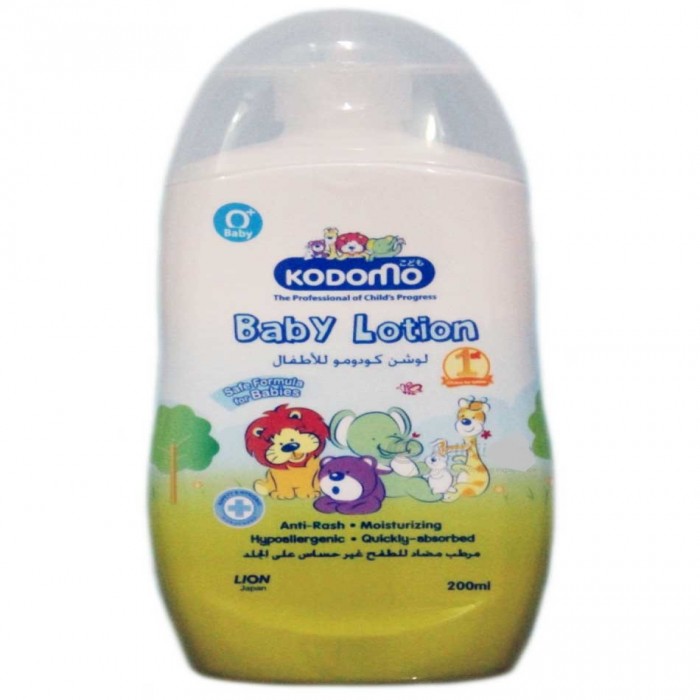 0+
Baby
こども
KODOMO
The Professional of Child's Progress
Baby Lotion
لوشن كودومو للأطفال
1
Safe Formula
for Babies
Anti-Rash • Moisturizing
Hypoallergenic • Quickly-absorbed
مرطب مضاد للطفح غير حساس على الجلد
LION
Japan
200ml